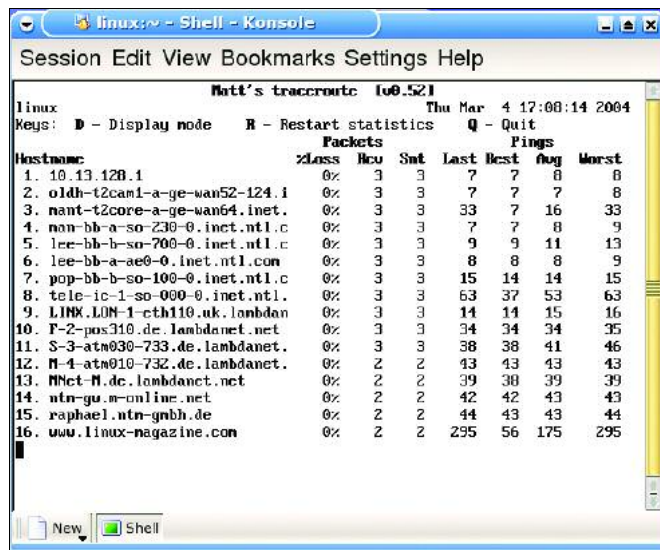 linux:~ - Shell - Konsole
Session Edit View Bookmarks Settings Help
Matt's traceroute [v0.52]
linux Thu Mar 4 17:08:14 2004
Keys: D - Display mode R - Restart statistics Q - Quit
Packets Pings
Hostname %Loss Rcv Snt Last Best Avg Worst
1. 10.13.128.1 0% 3 3 7 7 8 8
2. oldh-t2cam1-a-ge-wan52-124.i 0% 3 3 7 7 7 8
3. mant-t2core-a-ge-wan64.inet. 0% 3 3 33 7 16 33
4. man-bb-a-so-230-0.inet.ntl.c 0% 3 3 7 7 8 9
5. lee-bb-b-so-700-0.inet.ntl.c 0% 3 3 9 9 11 13
6. lee-bb-a-ae0-0.inet.ntl.com 0% 3 3 8 8 8 9
7. pop-bb-b-so-100-0.inet.ntl.c 0% 3 3 15 14 14 15
8. tele-ic-1-so-000-0.inet.ntl. 0% 3 3 63 37 53 63
9. LINX.LON-1-eth110.uk.lambdan 0% 3 3 14 14 15 16
10. F-2-pos310.de.lambdanet.net 0% 3 3 34 34 34 35
11. S-3-atm030-733.de.lambdanet. 0% 3 3 38 38 41 46
12. M-4-atm010-732.de.lambdanet. 0% 2 2 43 43 43 43
13. MNet-M.de.lambdanet.net 0% 2 2 39 38 39 39
14. ntm-gw.m-online.net 0% 2 2 42 42 43 43
15. raphael.ntm-gmbh.de 0% 2 2 44 43 43 44
16. www.linux-magazine.com 0% 2 2 295 56 175 295
New Shell